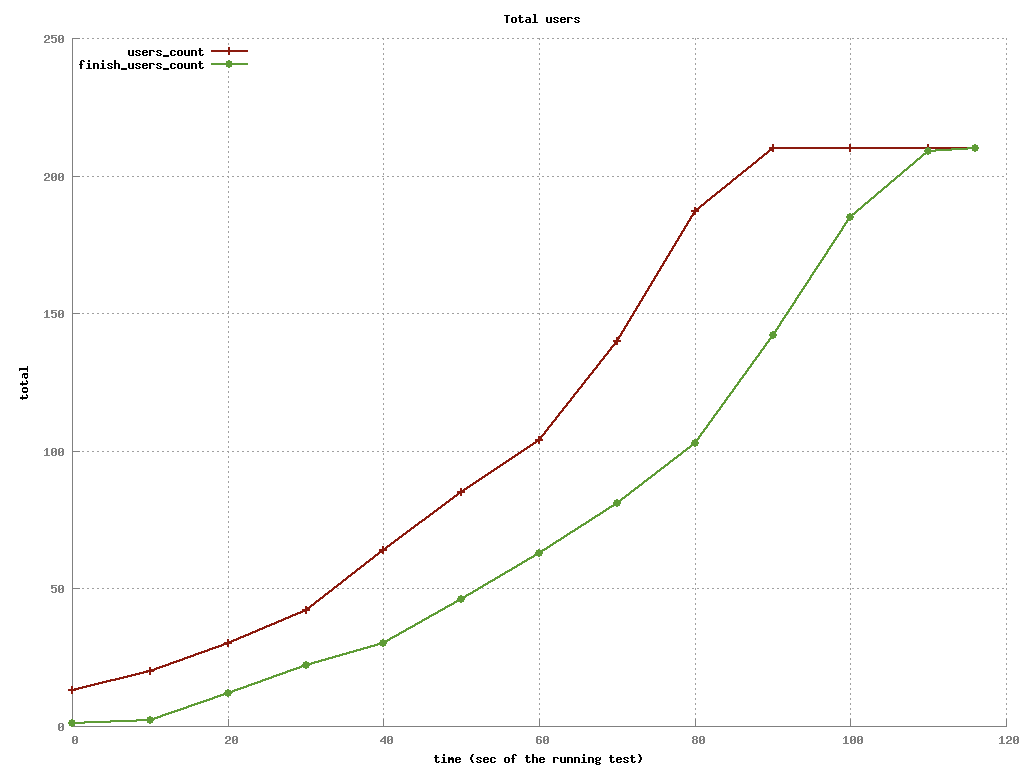 Total users
250
users_count
finish_users_count
200
150
total
100
50
0
0 20 40 60 80 100 120
time (sec of the running test)